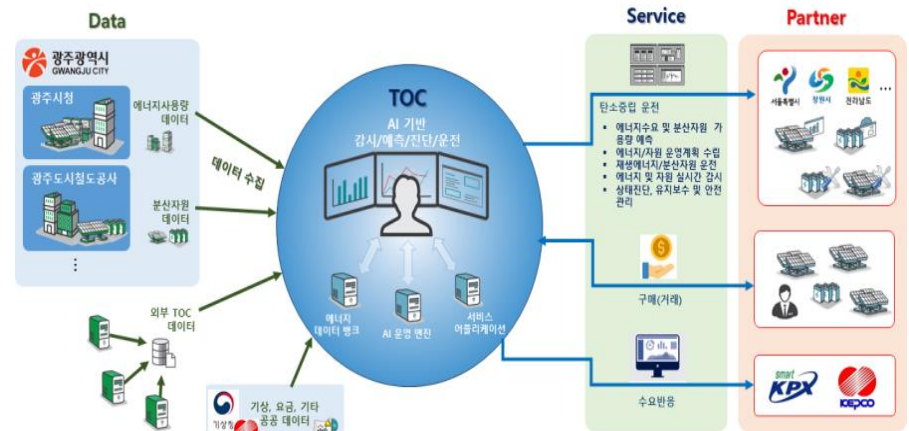 Data
광주광역시
GWANGJU CITY
광주시청
에너지사용량
데이터
광주도시철도공사
분산자원
데이터
⋮
데이터 수집
외부 TOC
데이터
기상청
기상, 요금, 기타
공공 데이터
TOC
AI 기반
감시/예측/진단/운전
에너지
데이터 뱅크
AI 운영 엔진
서비스
어플리케이션
Service
탄소중립 운전
▪ 에너지수요 및 분산자원 가
용량 예측
▪ 에너지/자원 운영계획 수립
▪ 재생에너지/분산자원 운전
▪ 에너지 및 자원 실시간 감시
▪ 상태진단, 유지보수 및 안전
관리
구매(거래)
수요반응
Partner
서울특별시
창원시
전라남도
...
smart
KPX
KEPCO